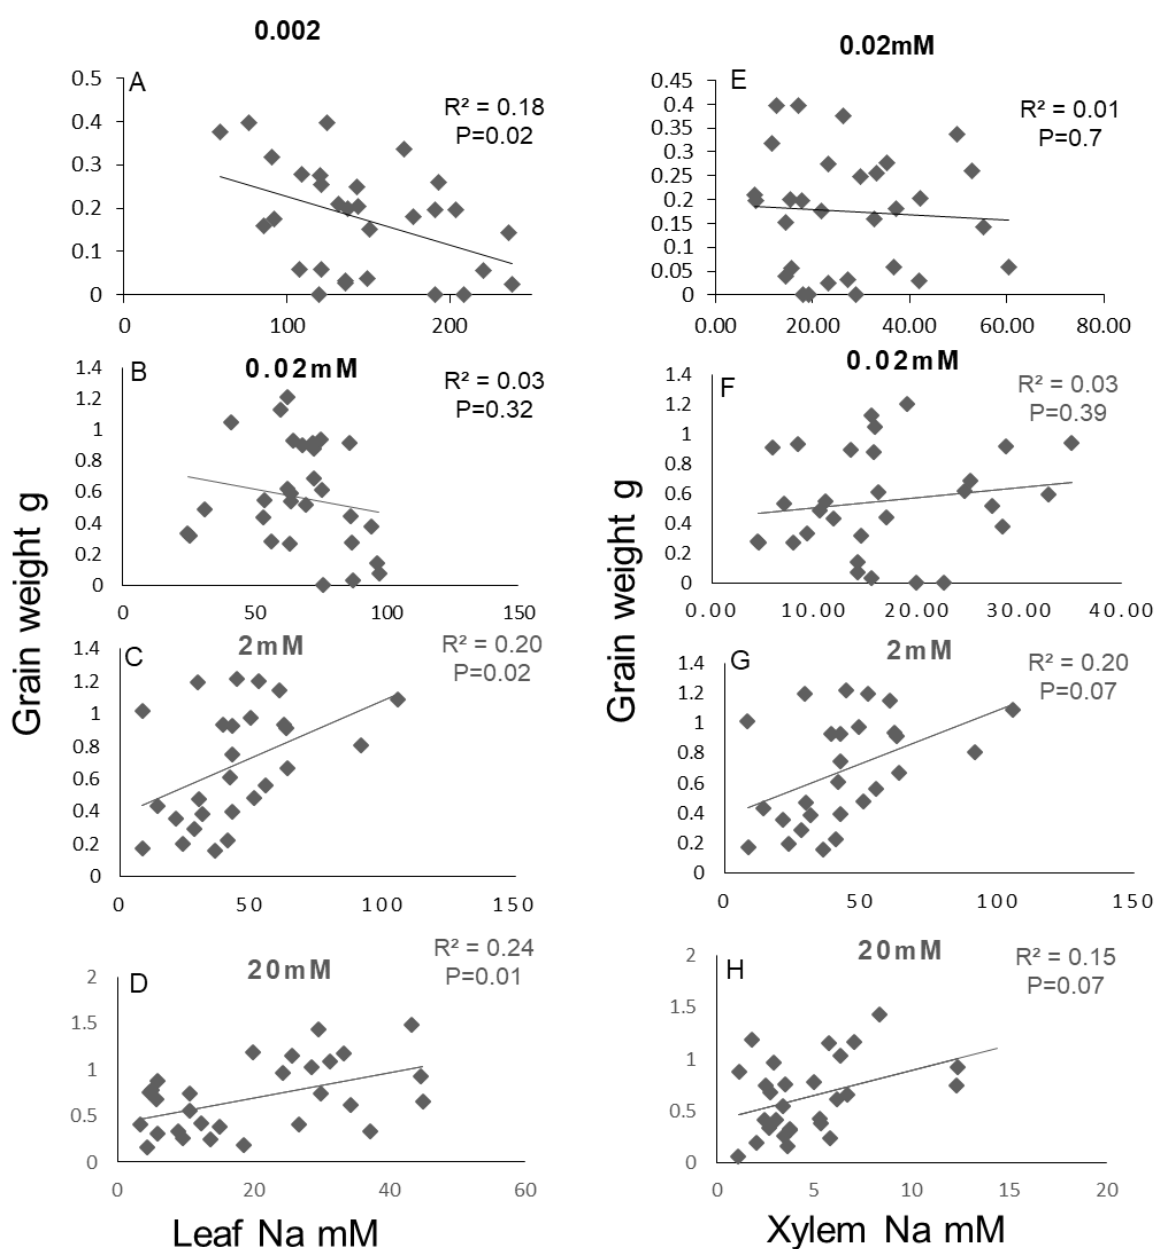 0.002
A
R² = 0.18
P=0.02
0.5
0.4
0.3
0.2
0.1
0
0 100 200
0.02mM
E
R² = 0.01
P=0.7
0.45
0.4
0.35
0.3
0.25
0.2
0.15
0.1
0.05
0
0.00 20.00 40.00 60.00 80.00
B
0.02mM
R² = 0.03
P=0.32
1.4
1.2
1
0.8
0.6
0.4
0.2
0
0 50 100 150
0.02mM
F
R² = 0.03
P=0.39
1.4
1.2
1
0.8
0.6
0.4
0.2
0
0.00 10.00 20.00 30.00 40.00
Grain weight g
Grain weight g
C
2mM
R² = 0.20
P=0.02
1.4
1.2
1
0.8
0.6
0.4
0.2
0
0 50 100 150
G
2mM
R² = 0.20
P=0.07
1.4
1.2
1
0.8
0.6
0.4
0.2
0
0 50 100 150
D
20mM
R² = 0.24
P=0.01
2
1.5
1
0.5
0
0 20 40 60
Leaf Na mM
H
20mM
R² = 0.15
P=0.07
2
1.5
1
0.5
0
0 5 10 15 20
Xylem Na mM